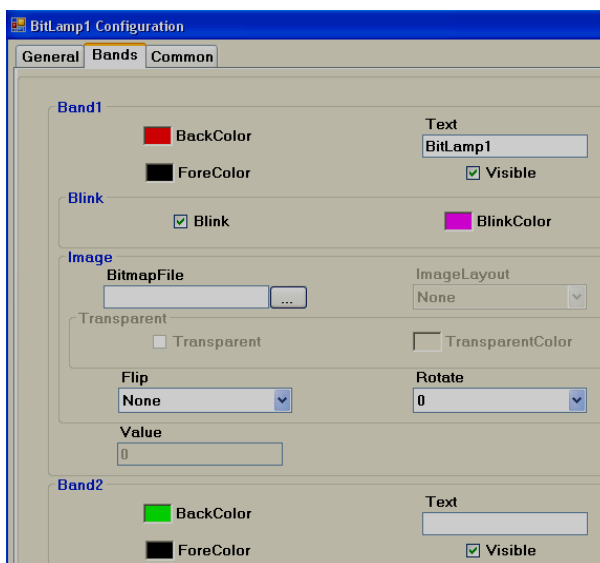 BitLamp1 Configuration
General Bands Common
Band1
BackColor
Text
BitLamp1
ForeColor
Visible
Blink
Blink
BlinkColor
Image
BitmapFile
ImageLayout
...
None
Transparent
Transparent
TransparentColor
Flip
Rotate
None
0
Value
0
Band2
BackColor
Text
ForeColor
Visible